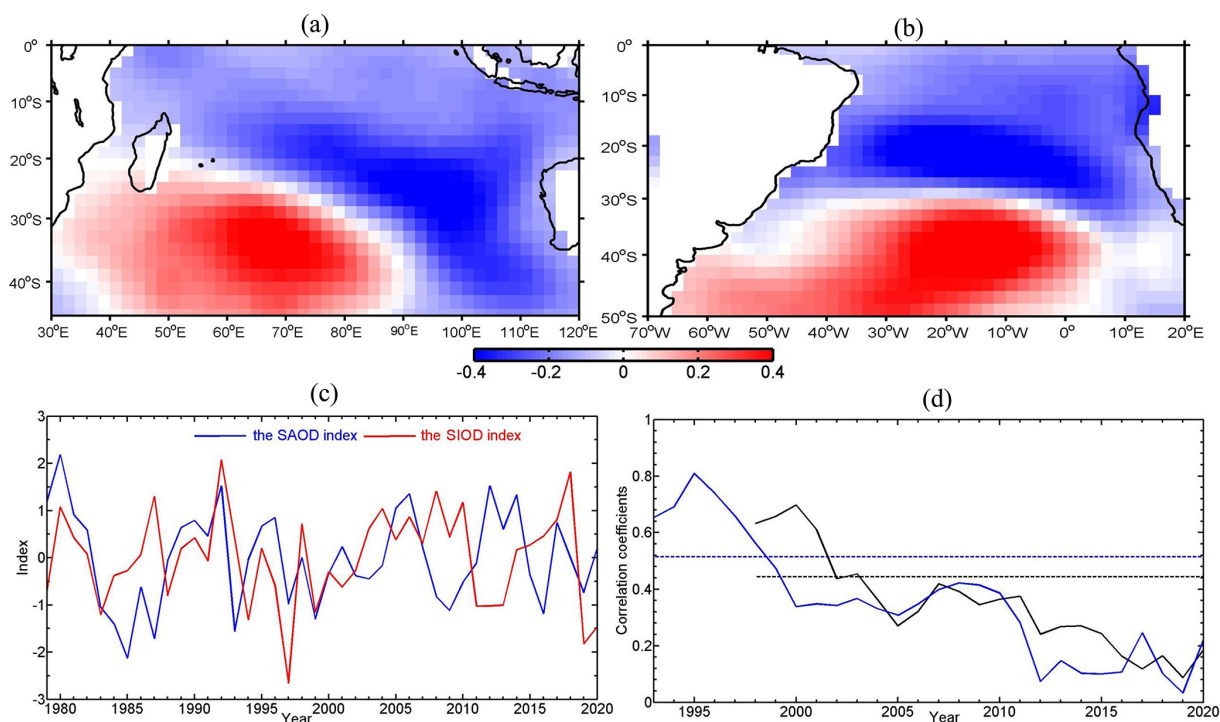 (a) (b)
0° 0°
10°S 10°S
20°S 20°S
30°S 30°S
40°S 40°S
50°S
30°E 40°E 50°E 60°E 70°E 80°E 90°E 100°E 110°E 120°E 70°W 60°W 50°W 40°W 30°W 20°W 10°W 0° 10°E 20°E
-0.4 -0.2 0 0.2 0.4
(c) (d)
the SAOD index the SIOD index
Index
3
2
1
0
-1
-2
-3
1980 1985 1990 1995 2000 2005 2010 2015 2020
Year
Correlation coefficients
1
0.8
0.6
0.4
0.2
0
1995 2000 2005 2010 2015 2020
Year